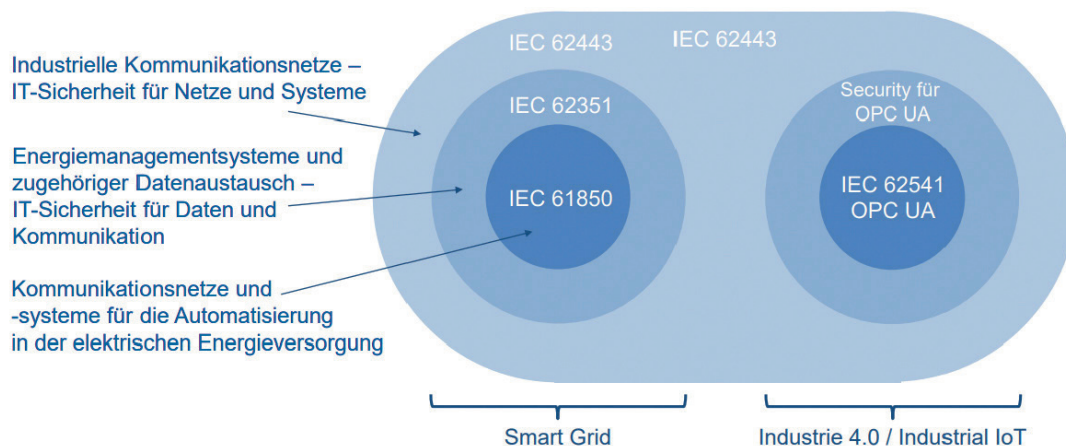 Industrielle Kommunikationsnetze –
IT-Sicherheit für Netze und Systeme
Energiemanagementsysteme und
zugehöriger Datenaustausch –
IT-Sicherheit für Daten und
Kommunikation
Kommunikationsnetze und
-systeme für die Automatisierung
in der elektrischen Energieversorgung
IEC 62443
IEC 62351
IEC 61850
IEC 62443
Security für
OPC UA
IEC 62541
OPC UA
Smart Grid
Industrie 4.0 / Industrial IoT